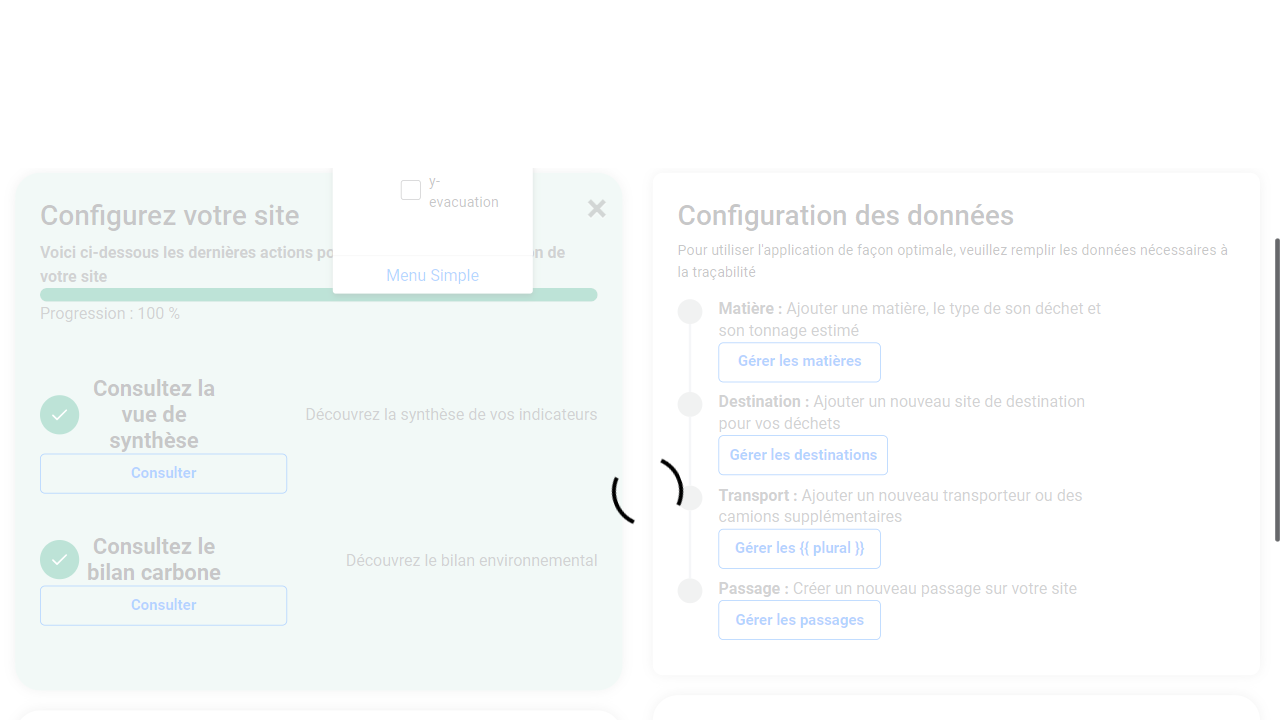 y-
evacuation
Menu Simple
Configurez votre site
Voici ci-dessous les dernières actions po
n de
votre site
Progression : 100 %
Consultez la
vue de
synthèse
Découvrez la synthèse de vos indicateurs
Consulter
Consultez le
bilan carbone
Découvrez le bilan environnemental
Consulter
Configuration des données
Pour utiliser l'application de façon optimale, veuillez remplir les données nécessaires à
la traçabilité
Matière : Ajouter une matière, le type de son déchet et
son tonnage estimé
Gérer les matières
Destination : Ajouter un nouveau site de destination
pour vos déchets
Gérer les destinations
Transport : Ajouter un nouveau transporteur ou des
camions supplémentaires
Gérer les {{ plural }}
Passage : Créer un nouveau passage sur votre site
Gérer les passages